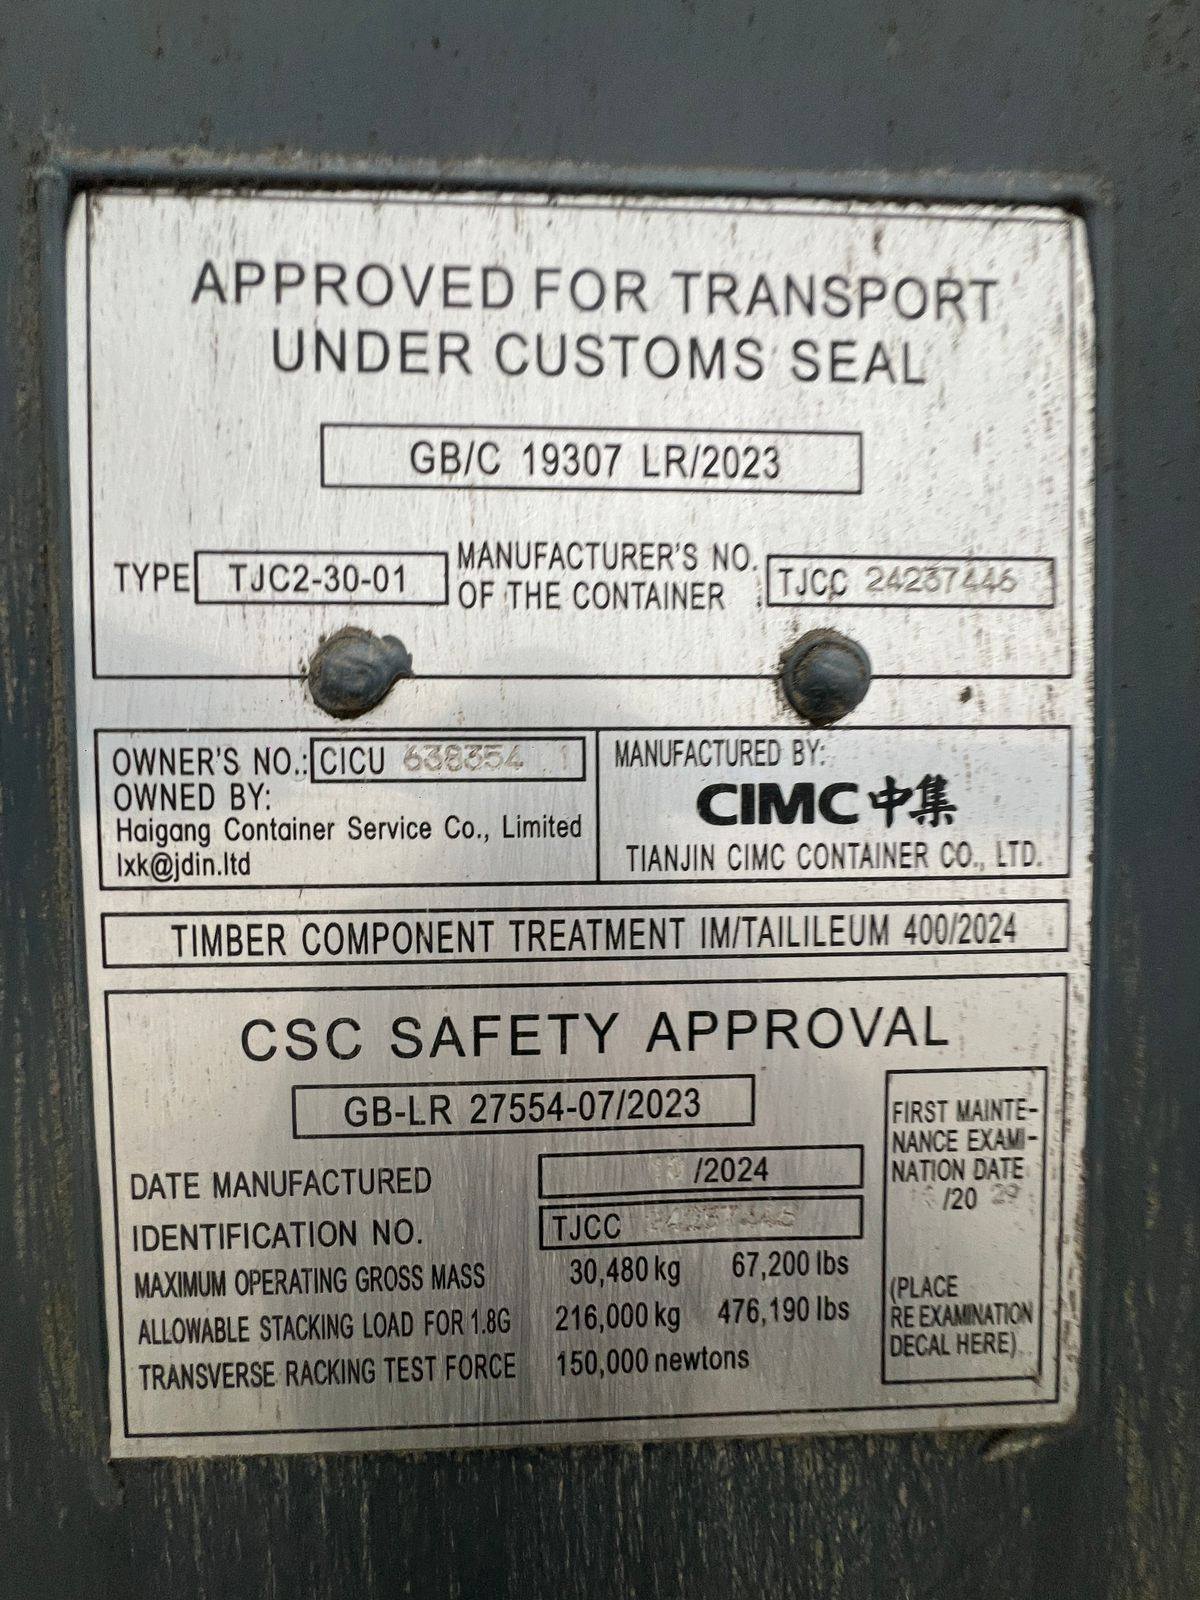 APPROVED FOR TRANSPORT
UNDER CUSTOMS SEAL
GB/C 19307 LR/2023
TYPE TJC2-30-01
MANUFACTURER'S NO.
OF THE CONTAINER
TJCC 24237446
OWNER'S NO.: CICU 638354 1
OWNED BY:
Haigang Container Service Co., Limited
lxk@jdin.ltd
MANUFACTURED BY:
CIMC 中集
TIANJIN CIMC CONTAINER CO., LTD.
TIMBER COMPONENT TREATMENT IM/TAILILEUM 400/2024
CSC SAFETY APPROVAL
GB-LR 27554-07/2023
DATE MANUFACTURED /2024
IDENTIFICATION NO. TJCC 24237446
MAXIMUM OPERATING GROSS MASS 30,480 kg 67,200 lbs
ALLOWABLE STACKING LOAD FOR 1.8G 216,000 kg 476,190 lbs
TRANSVERSE RACKING TEST FORCE 150,000 newtons
FIRST MAINTE-
NANCE EXAMI-
NATION DATE
/20 29
(PLACE
RE EXAMINATION
DECAL HERE)